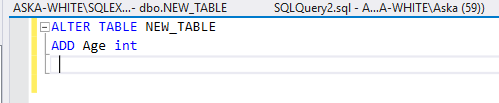 ASKA-WHITE\SQLEX...- dbo.NEW_TABLE SQLQuery2.sql - A...A-WHITE\Aska (59))
ALTER TABLE NEW_TABLE
ADD Age int